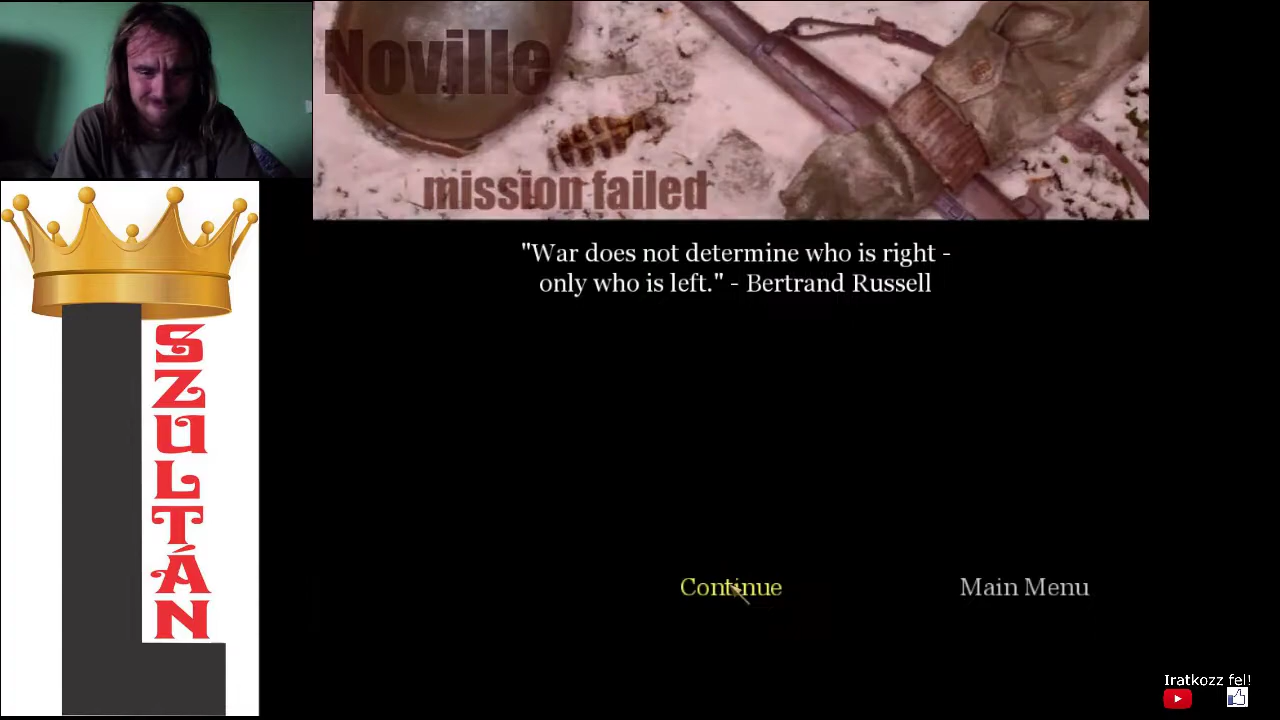 Noville
mission failed
"War does not determine who is right -
only who is left." - Bertrand Russell
Continue
Main Menu
L
SZULTÁN
Iratkozz fel!